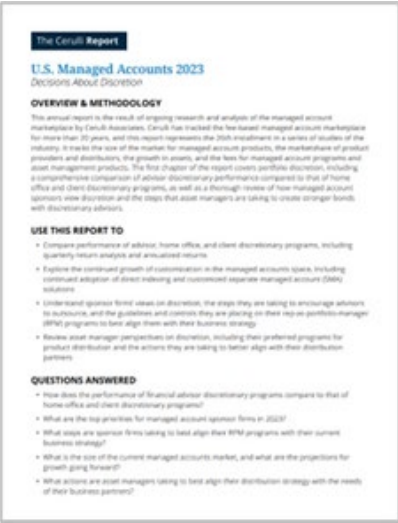 The Cerulli Report
U.S. Managed Accounts 2023
Decisions About Discretion
OVERVIEW & METHODOLOGY
This annual report is the result of ongoing research and analysis of the managed account
marketplace by Cerulli Associates. Cerulli has tracked the fee-based managed account marketplace
for more than 20 years, and this report represents the 20th installment in a series of studies of the
industry. It tracks the size of the market for managed account products, the marketshare of product
providers and distributors, the growth in assets, and the fees for managed account programs and
asset management products. The first chapter of the report covers portfolio discretion, including
a comprehensive comparison of advisor discretionary performance compared to that of home
office and client discretionary programs, as well as a thorough review of how managed account
sponsors view discretion and the steps that asset managers are taking to create stronger bonds
with discretionary advisors.
USE THIS REPORT TO
• Compare performance of advisor, home office, and client discretionary programs, including
quarterly return analysis and annualized returns
• Explore the continued growth of customization in the managed accounts space, including
continued adoption of direct indexing and customized separate managed account (SMA)
solutions
• Understand sponsor firms' views on discretion, the steps they are taking to encourage advisors
to outsource, and the guidelines and controls they are placing on their rep-as-portfolio-manager
(RPM) programs to best align them with their business strategy
• Review asset manager perspectives on discretion, including their preferred programs for
product distribution and the actions they are taking to better align with their distribution
partners
QUESTIONS ANSWERED
• How does the performance of financial advisor discretionary programs compare to that of
home office and client discretionary programs?
• What are the top priorities for managed account sponsor firms in 2023?
• What steps are sponsor firms taking to best align their RPM programs with their current
business strategy?
• What is the size of the current managed accounts market, and what are the projections for
growth going forward?
• What actions are asset managers taking to best align their distribution strategy with the needs
of their business partners?